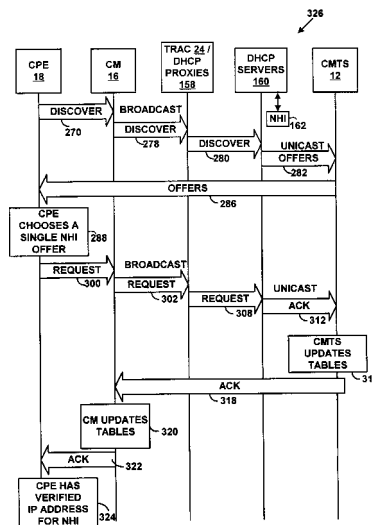 326
CPE
18
CM
16
TRAC 24 /
DHCP
PROXIES
158
DHCP
SERVERS
160
CMTS
12
NHI
162
DISCOVER
270
BROADCAST
DISCOVER
278
DISCOVER
280
UNICAST
OFFERS
282
OFFERS
286
CPE
CHOOSES A
SINGLE NHI
OFFER
288
REQUEST
300
BROADCAST
REQUEST
302
REQUEST
308
UNICAST
ACK
312
CMTS
UPDATES
TABLES
31
ACK
318
CM UPDATES
TABLES
320
ACK
322
CPE HAS
VERIFIED
IP ADDRESS
FOR NHI
324